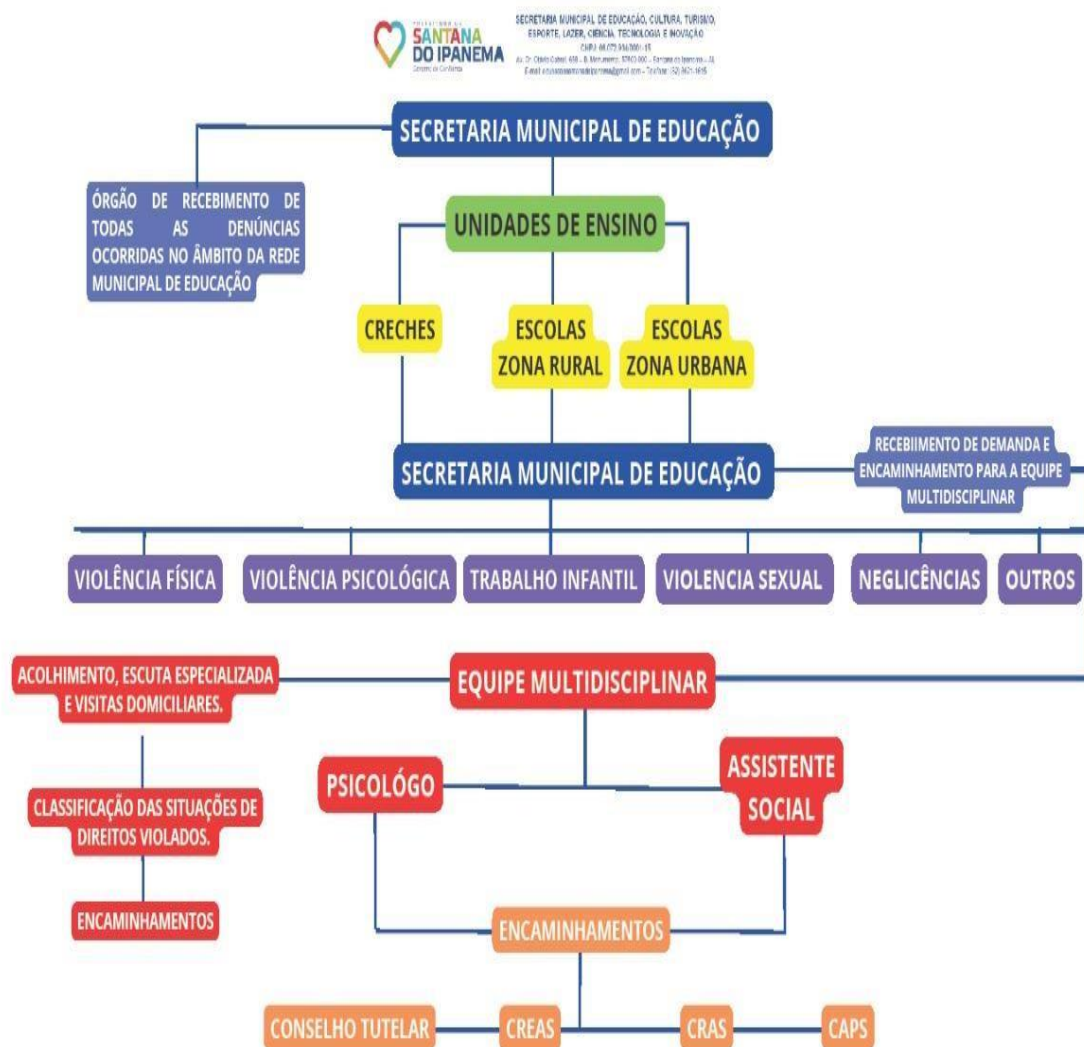 PREFEITURA DE
SANTANA
DO IPANEMA
SECRETARIA MUNICIPAL DE EDUCAÇÃO, CULTURA, TURISMO,
ESPORTE, LAZER, CIÊNCIA, TECNOLOGIA E INOVAÇÃO
SECRETARIA MUNICIPAL DE EDUCAÇÃO
ÓRGÃO DE RECEBIMENTO DE
TODAS AS DENÚNCIAS
OCORRIDAS NO ÂMBITO DA REDE
MUNICIPAL DE EDUCAÇÃO
UNIDADES DE ENSINO
CRECHES
ESCOLAS
ZONA RURAL
ESCOLAS
ZONA URBANA
SECRETARIA MUNICIPAL DE EDUCAÇÃO
RECEBIIMENTO DE DEMANDA E
ENCAMINHAMENTO PARA A EQUIPE
MULTIDISCIPLINAR
VIOLÊNCIA FÍSICA
VIOLÊNCIA PSICOLÓGICA
TRABALHO INFANTIL
VIOLENCIA SEXUAL
NEGLICÊNCIAS
OUTROS
ACOLHIMENTO, ESCUTA ESPECIALIZADA
E VISITAS DOMICILIARES.
EQUIPE MULTIDISCIPLINAR
CLASSIFICAÇÃO DAS SITUAÇÕES DE
DIREITOS VIOLADOS.
ENCAMINHAMENTOS
PSICOLÓGO
ASSISTENTE
SOCIAL
ENCAMINHAMENTOS
CONSELHO TUTELAR
CREAS
CRAS
CAPS